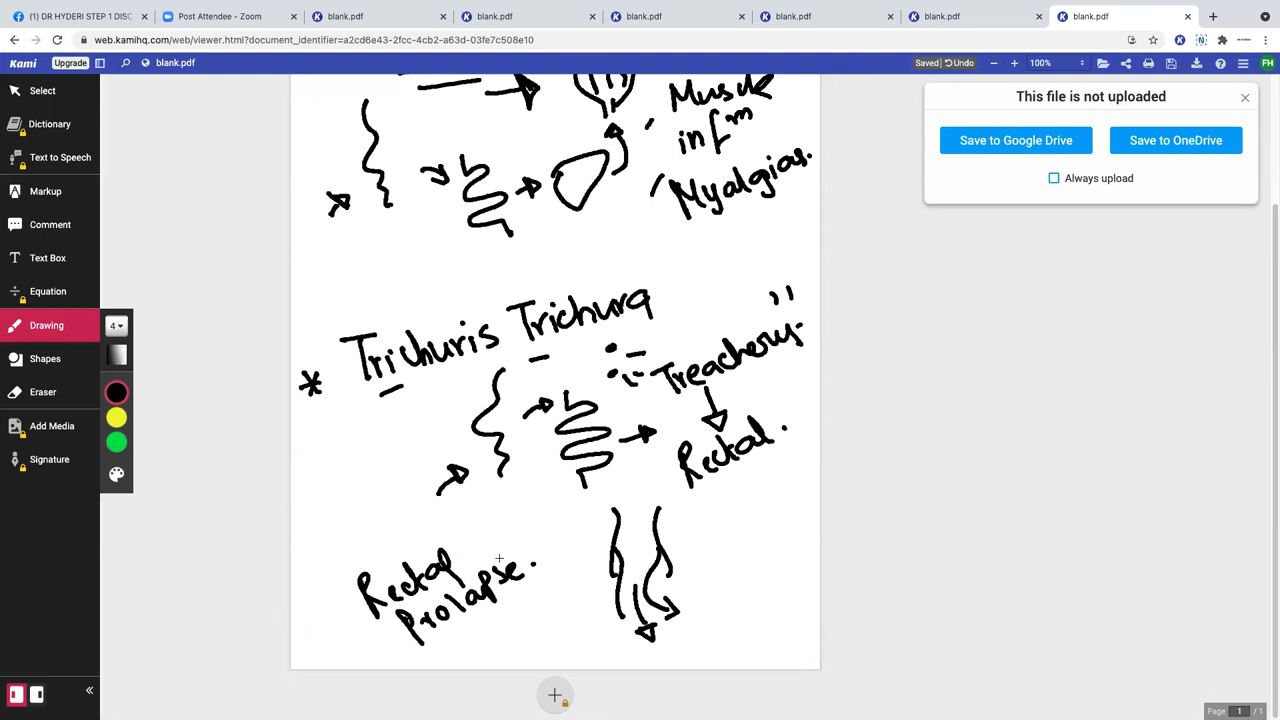 (1) DR HYDERI STEP 1 DISC
Post Attendee - Zoom
blank.pdf
blank.pdf
blank.pdf
blank.pdf
blank.pdf
blank.pdf
web.kamihq.com/web/viewer.html?document_identifier=a2cd6e43-2fcc-4cb2-a63d-03fe7c508e10
Kami
Upgrade
blank.pdf
Saved
Undo
100%
FH
This file is not uploaded
Save to Google Drive
Save to OneDrive
Always upload
Select
Dictionary
Text to Speech
Markup
Comment
Text Box
Equation
Drawing
4
Shapes
Eraser
Add Media
Signature
Muscle
infm
Myalgias.
* Trichuris Trichura
Treacherys
Rectal.
Rectal
Prolapse.
Page 1 / 1